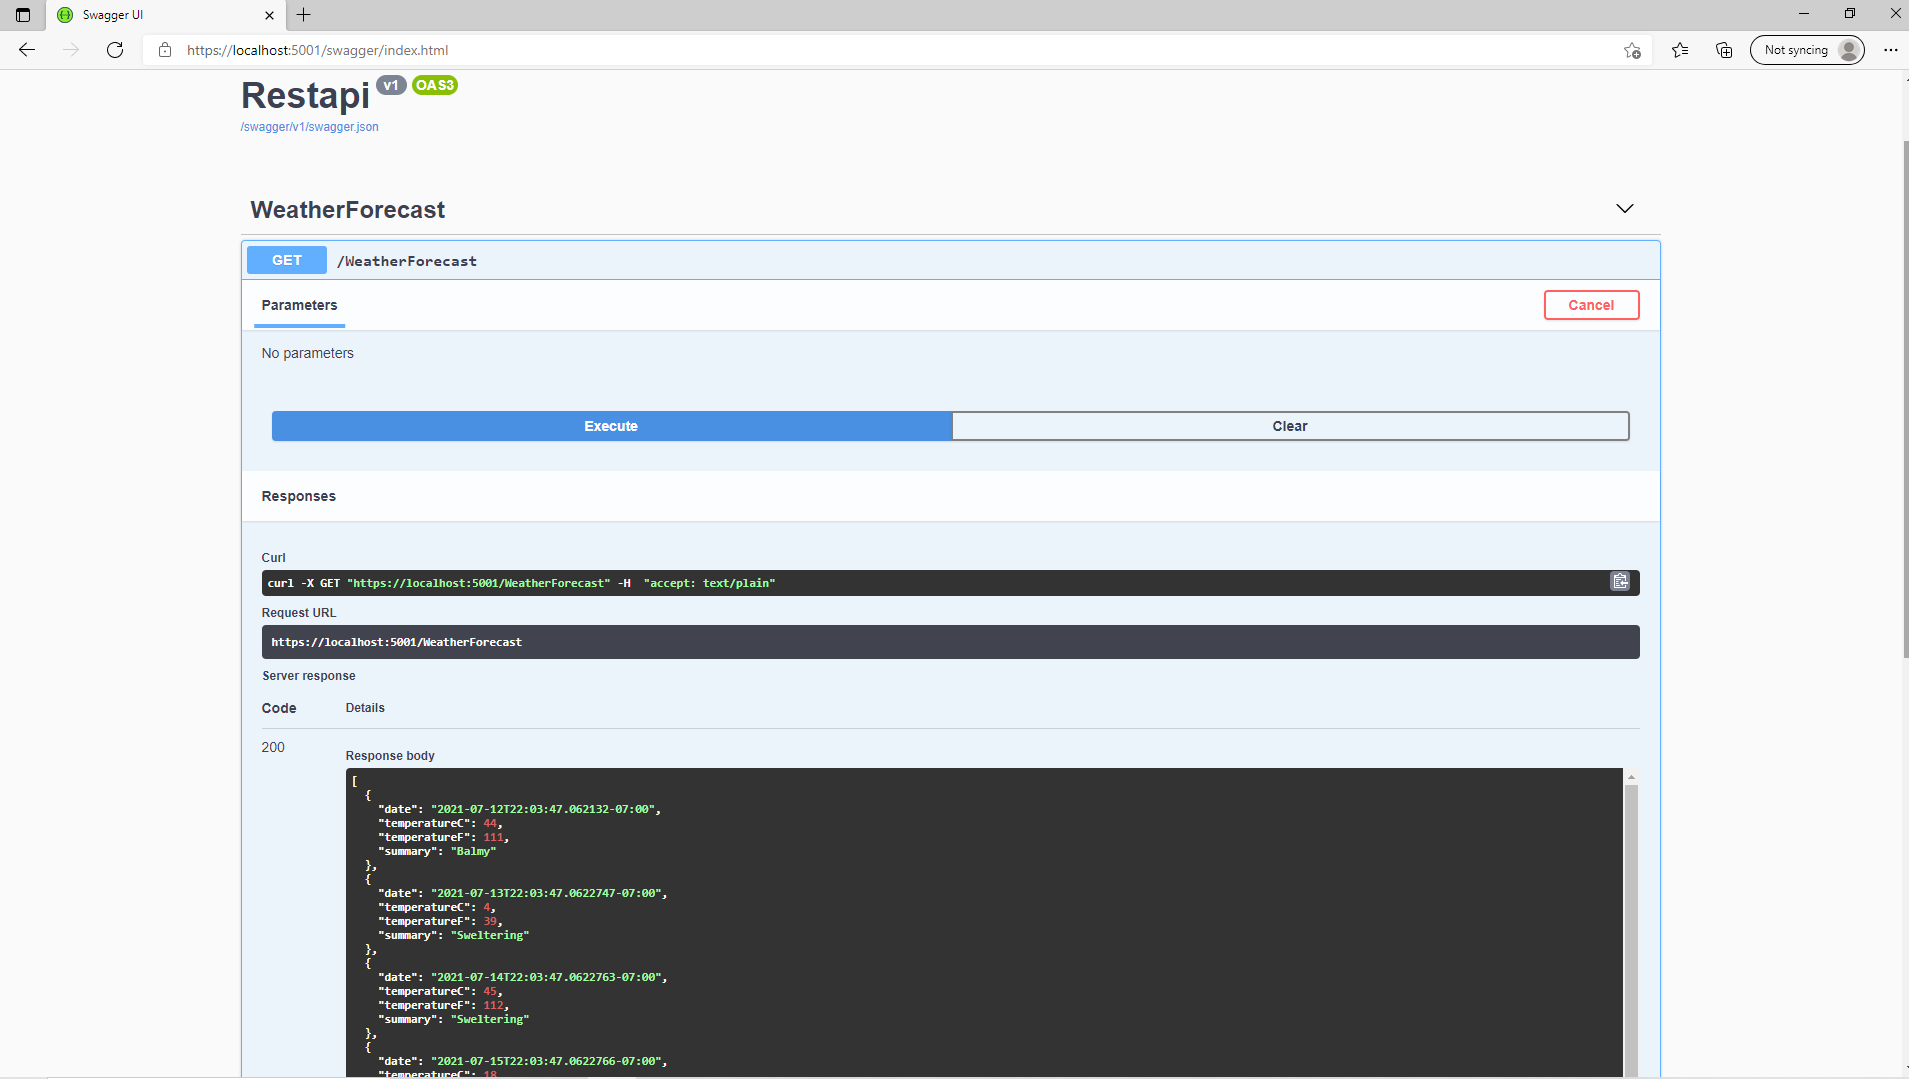 Swagger UI
https://localhost:5001/swagger/index.html
Not syncing
Restapi v1 OAS3
/swagger/v1/swagger.json
WeatherForecast
GET /WeatherForecast
Parameters
Cancel
No parameters
Execute
Clear
Responses
Curl
curl -X GET "https://localhost:5001/WeatherForecast" -H  "accept: text/plain"
Request URL
https://localhost:5001/WeatherForecast
Server response
Code Details
200
Response body
[
{
"date": "2021-07-12T22:03:47.062132-07:00",
"temperatureC": 44,
"temperatureF": 111,
"summary": "Balmy"
},
{
"date": "2021-07-13T22:03:47.0622747-07:00",
"temperatureC": 4,
"temperatureF": 39,
"summary": "Sweltering"
},
{
"date": "2021-07-14T22:03:47.0622763-07:00",
"temperatureC": 45,
"temperatureF": 112,
"summary": "Sweltering"
},
{
"date": "2021-07-15T22:03:47.0622766-07:00",
"temperatureC": 18